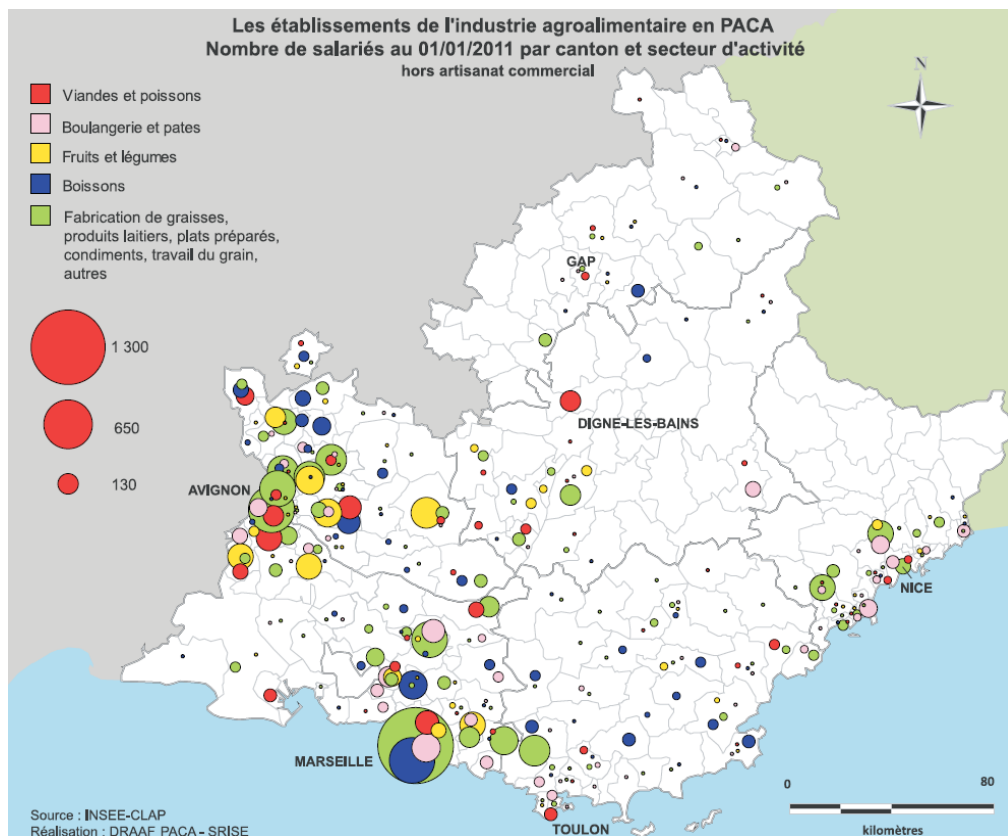 Les établissements de l'industrie agroalimentaire en PACA
Nombre de salariés au 01/01/2011 par canton et secteur d'activité
hors artisanat commercial
N
Viandes et poissons
Boulangerie et pates
Fruits et légumes
Boissons
Fabrication de graisses,
produits laitiers, plats préparés,
condiments, travail du grain,
autres
GAP
1 300
650
DIGNE-LES-BAINS
130
AVIGNON
NICE
MARSEILLE
0 80
kilomètres
TOULON
Source : INSEE-CLAP
Réalisation : DRAAF PACA - SRISE